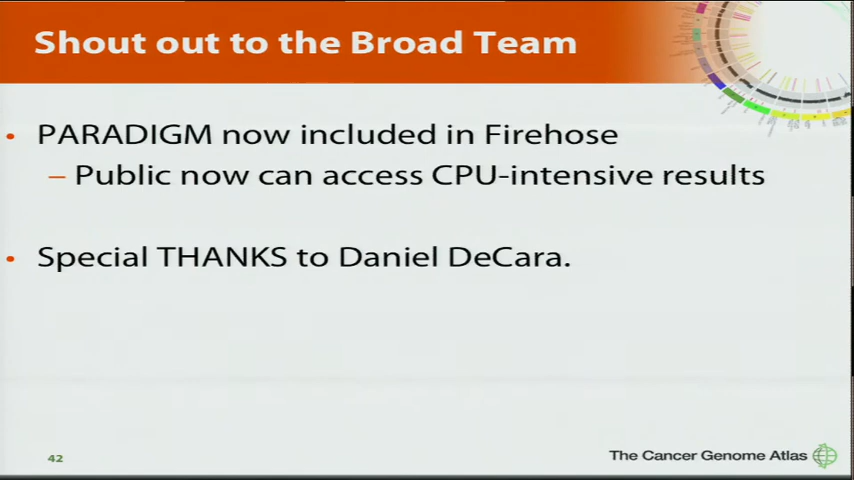 Shout out to the Broad Team
• PARADIGM now included in Firehose
– Public now can access CPU-intensive results
• Special THANKS to Daniel DeCara.
42
The Cancer Genome Atlas